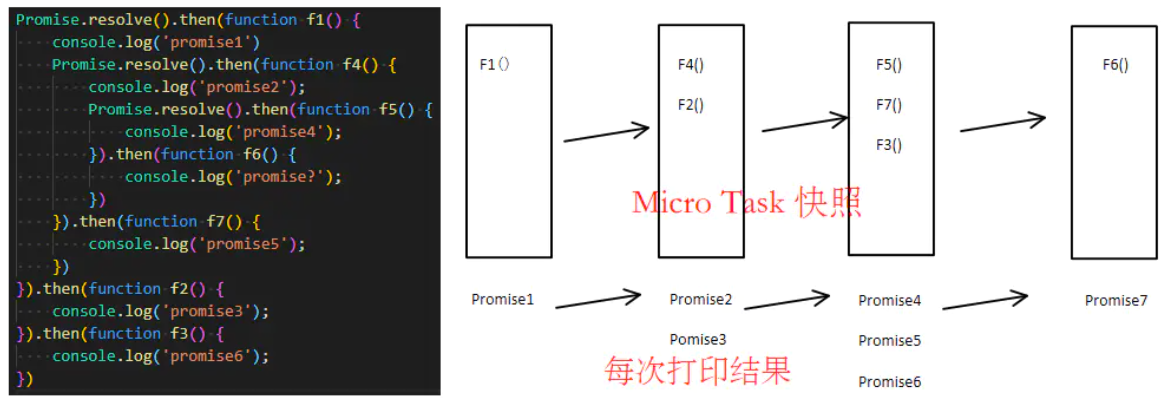 Promise.resolve().then(function f1() {
    console.log('promise1')
    Promise.resolve().then(function f4() {
        console.log('promise2');
        Promise.resolve().then(function f5() {
            console.log('promise4');
        }).then(function f6() {
            console.log('promise?');
        })
    }).then(function f7() {
        console.log('promise5');
    })
}).then(function f2() {
    console.log('promise3');
}).then(function f3() {
    console.log('promise6');
})
F1()
F4()
F2()
F5()
F7()
F3()
F6()
Micro Task 快照
Promise1
Promise2
Pomise3
Promise4
Promise5
Promise6
Promise7
每次打印结果